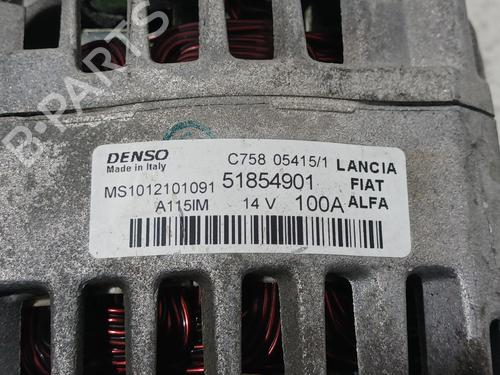 B-PARTS
DENSO
Made in Italy
C758 05415/1
LANCIA
FIAT
ALFA
MS1012101091
51854901
A115IM
14 V
100A